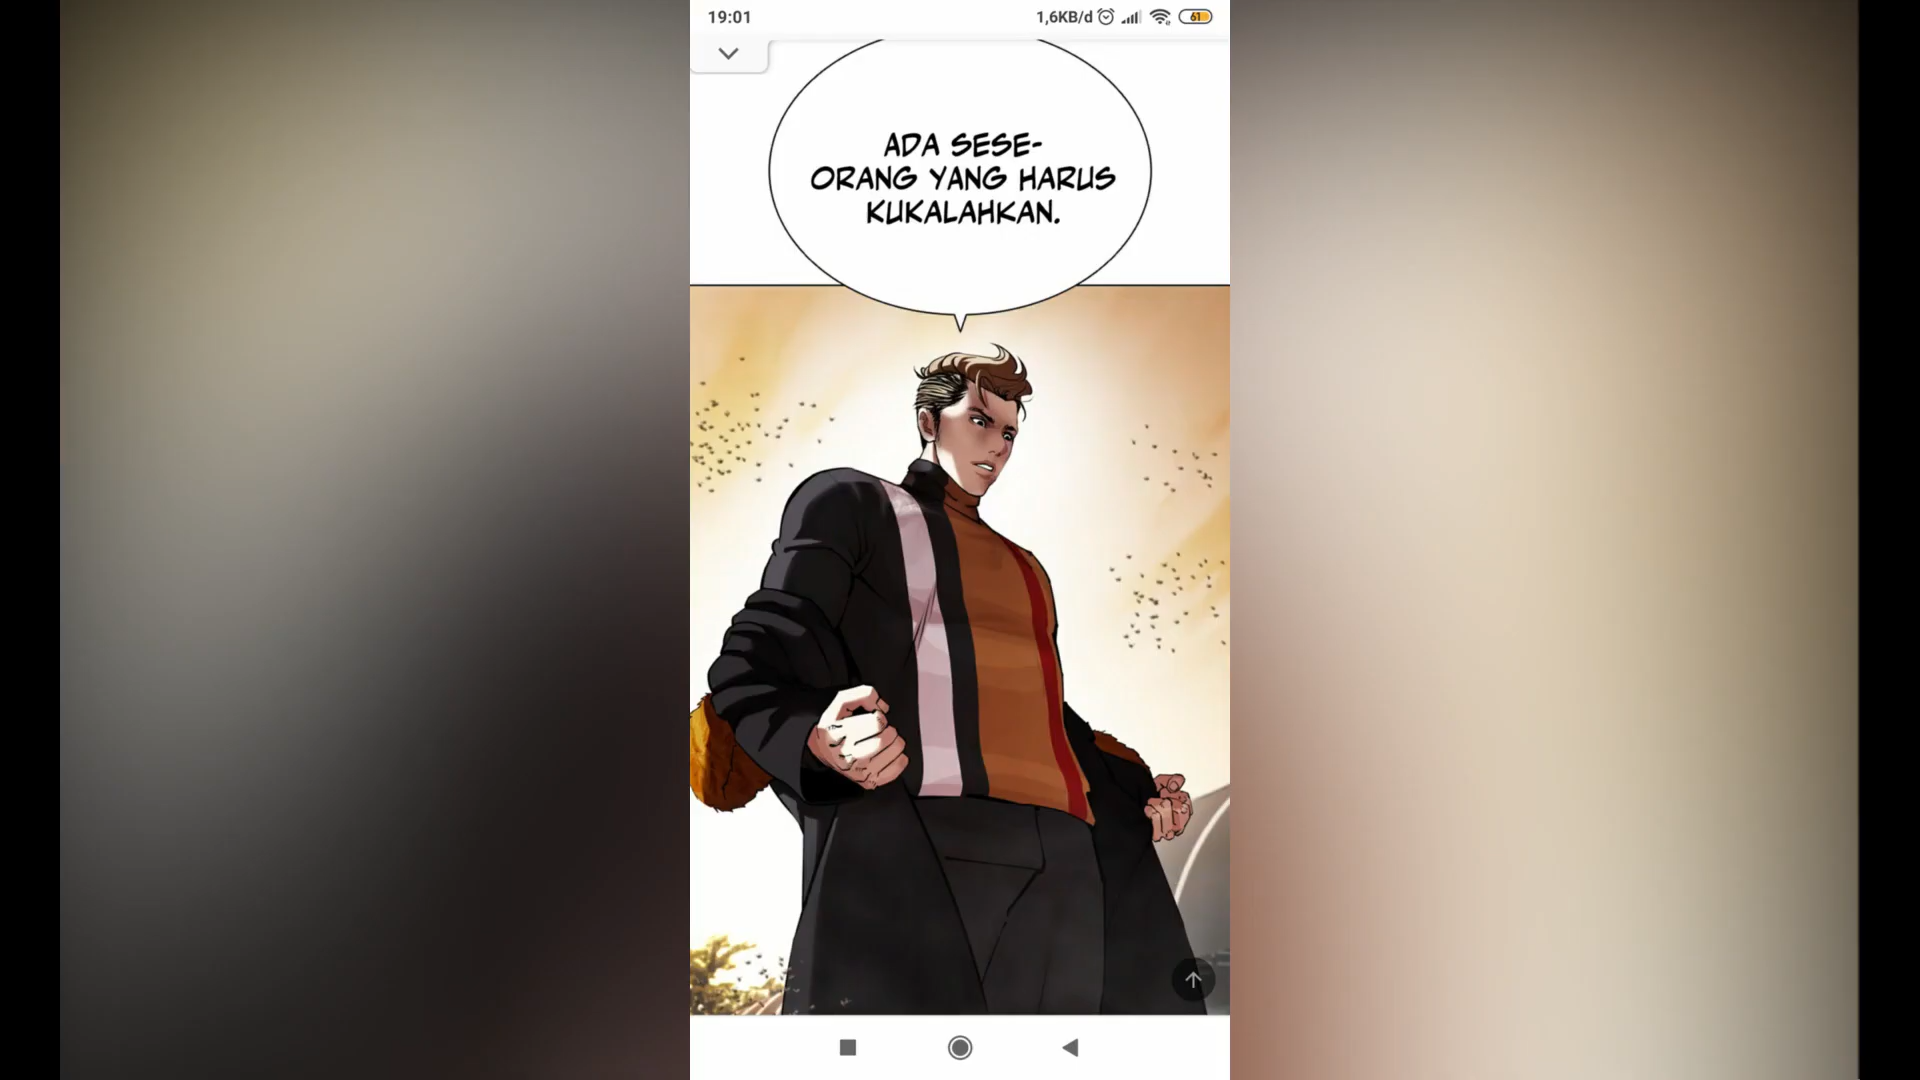 19:01
1,6KB/d
61
ADA SESE-
ORANG YANG HARUS
KUKALAHKAN.